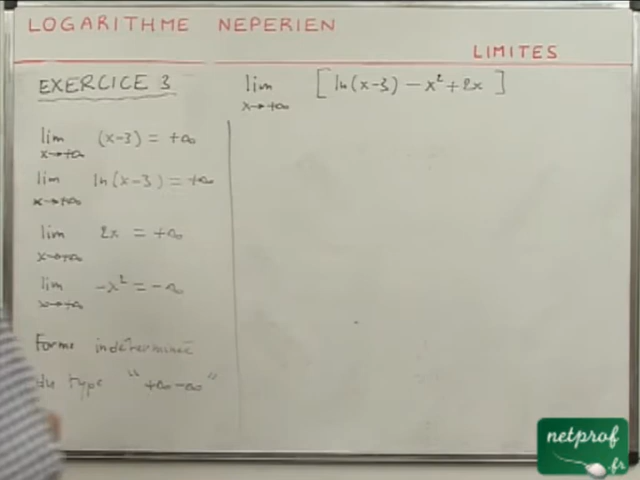 LOGARITHME NEPERIEN
LIMITES
EXERCICE 3
lim x→+∞ [ln(x-3) - x² + 2x]
lim x→+∞ (x-3) = +∞
lim x→+∞ ln(x-3) = +∞
lim x→+∞ 2x = +∞
lim x→+∞ -x² = -∞
Forme indéterminée
du type "+∞-∞"
netprof
.fr